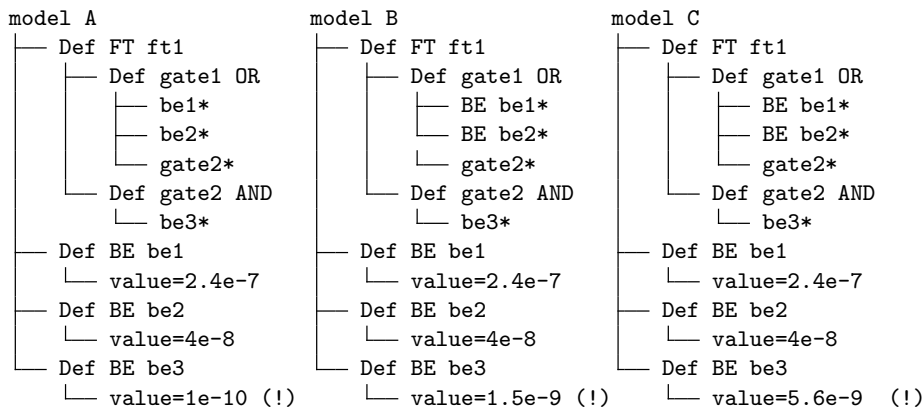 model A model B model C
├── Def FT ft1 ├── Def FT ft1 ├── Def FT ft1
│ ├── Def gate1 OR │ ├── Def gate1 OR │ ├── Def gate1 OR
│ │ ├── be1* │ │ ├── BE be1* │ │ ├── BE be1*
│ │ ├── be2* │ │ └── BE be2* │ │ ├── BE be2*
│ │ └── gate2* │ │ └── gate2* │ │ └── gate2*
│ └── Def gate2 AND │ └── Def gate2 AND │ └── Def gate2 AND
│ └── be3* │ └── be3* │ └── be3*
├── Def BE be1 ├── Def BE be1 ├── Def BE be1
│ └── value=2.4e-7 │ └── value=2.4e-7 │ └── value=2.4e-7
├── Def BE be2 ├── Def BE be2 ├── Def BE be2
│ └── value=4e-8 │ └── value=4e-8 │ └── value=4e-8
└── Def BE be3 └── Def BE be3 └── Def BE be3
└── value=1e-10 (!) └── value=1.5e-9 (!) └── value=5.6e-9 (!)